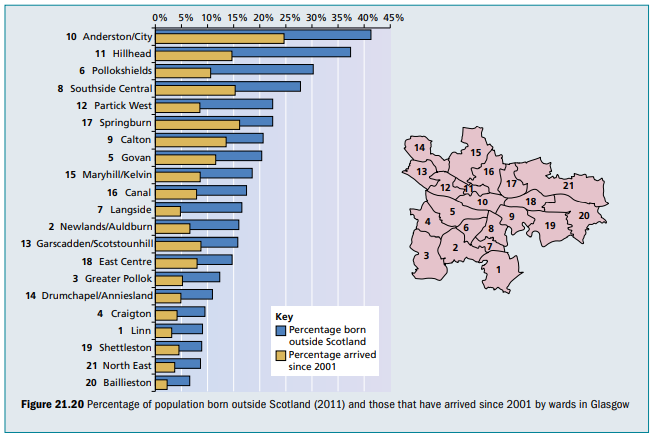 0% 5% 10% 15% 20% 25% 30% 35% 40% 45%
10 Anderston/City
11 Hillhead
6 Pollokshields
8 Southside Central
12 Partick West
17 Springburn
9 Calton
5 Govan
15 Maryhill/Kelvin
16 Canal
7 Langside
2 Newlands/Auldburn
13 Garscadden/Scotstounhill
18 East Centre
3 Greater Pollok
14 Drumchapel/Anniesland
4 Craigton
1 Linn
19 Shettleston
21 North East
20 Baillieston
Key
Percentage born
outside Scotland
Percentage arrived
since 2001
14
15
13
16
12
11
17
21
10
18
5
9
20
4
6
8
19
2
7
3
1
Figure 21.20 Percentage of population born outside Scotland (2011) and those that have arrived since 2001 by wards in Glasgow